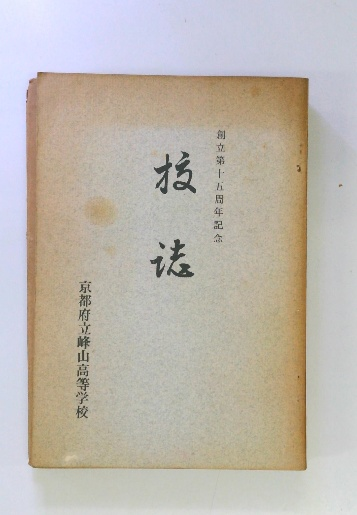 創立第十五周年記念
校誌
京都府立峰山高等学校